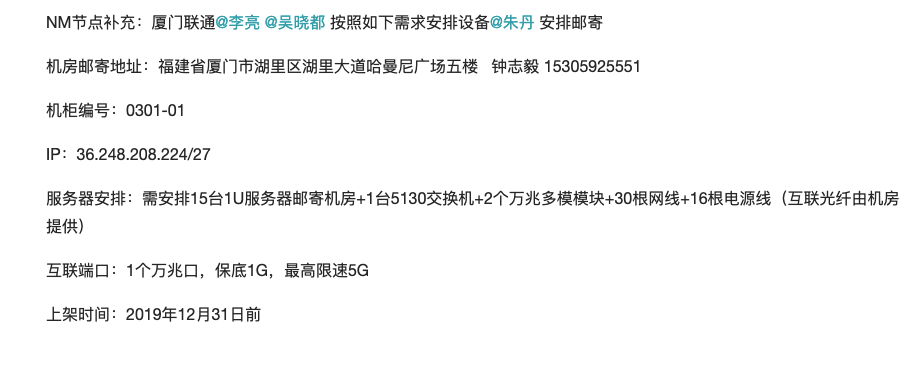 NM节点补充：厦门联通@李亮 @吴晓都 按照如下需求安排设备@朱丹 安排邮寄
机房邮寄地址：福建省厦门市湖里区湖里大道哈曼尼广场五楼   钟志毅 15305925551
机柜编号：0301-01
IP：36.248.208.224/27
服务器安排：需安排15台1U服务器邮寄机房+1台5130交换机+2个万兆多模模块+30根网线+16根电源线（互联光纤由机房
提供）
互联端口：1个万兆口，保底1G，最高限速5G
上架时间：2019年12月31日前